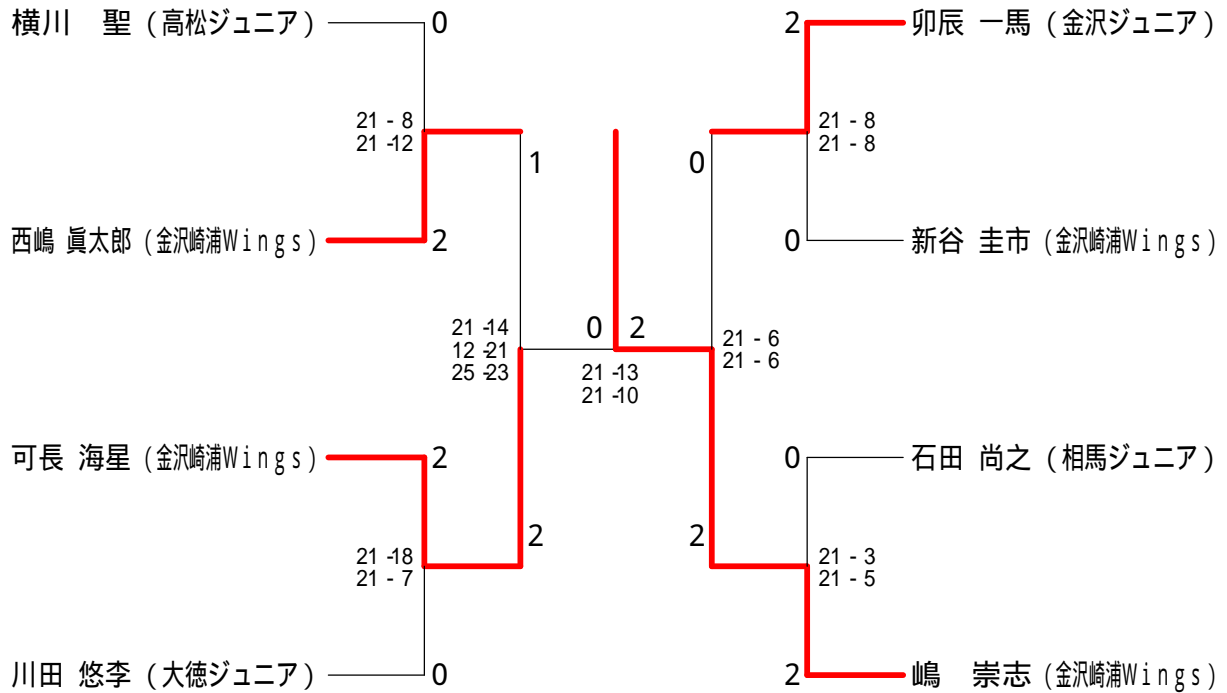 横川　聖 (高松ジュニア) 0
2 卯辰 一馬 (金沢ジュニア)
21 - 8
21 -12
21 - 8
21 - 8
1
0
西嶋 眞太郎 (金沢崎浦Wings) 2
0 新谷 圭市 (金沢崎浦Wings)
21 -14
12 -21
25 -23
0 2
21 -13
21 -10
21 - 6
21 - 6
可長 海星 (金沢崎浦Wings) 2
0 石田 尚之 (相馬ジュニア)
2
2
21 -18
21 - 7
21 - 3
21 - 5
川田 悠李 (大徳ジュニア) 0
2 嶋　崇志 (金沢崎浦Wings)